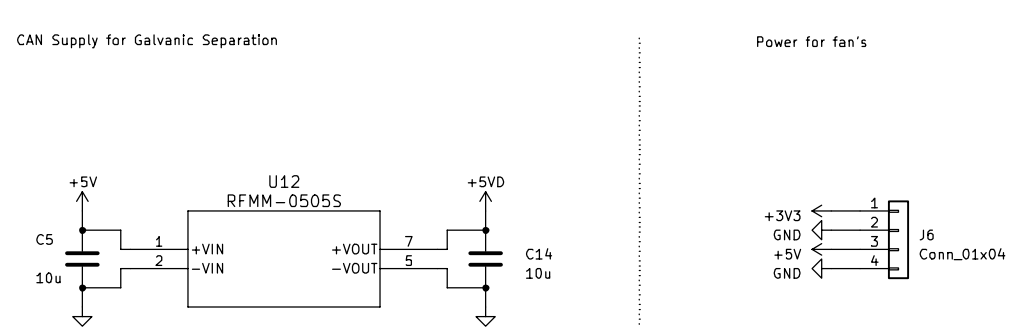 CAN Supply for Galvanic Separation
Power for fan's
+5V
U12
RFMM-0505S
+5VD
C5
10u
1
2
+VIN
-VIN
+VOUT
-VOUT
7
5
C14
10u
+3V3
GND
+5V
GND
1
2
3
4
J6
Conn_01x04